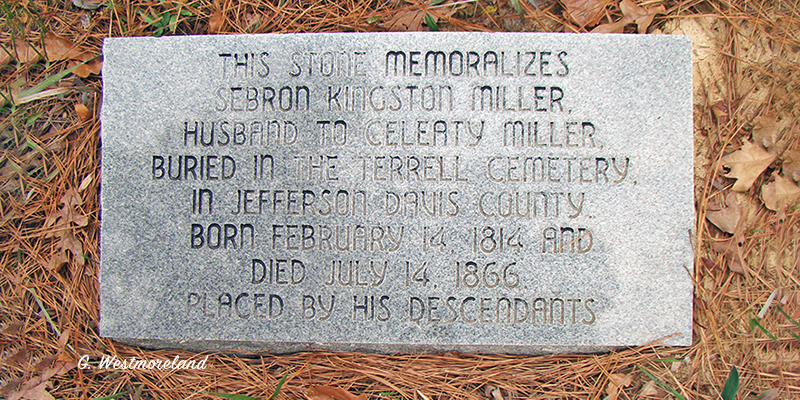 THIS STONE MEMORALIZES
SEBRON KINGSTON MILLER,
HUSBAND TO CELEATY MILLER,
BURIED IN THE TERRELL CEMETERY,
IN JEFFERSON DAVIS COUNTY.
BORN FEBRUARY 14, 1814 AND
DIED JULY 14, 1866.
PLACED BY HIS DESCENDANTS
G. Westmoreland